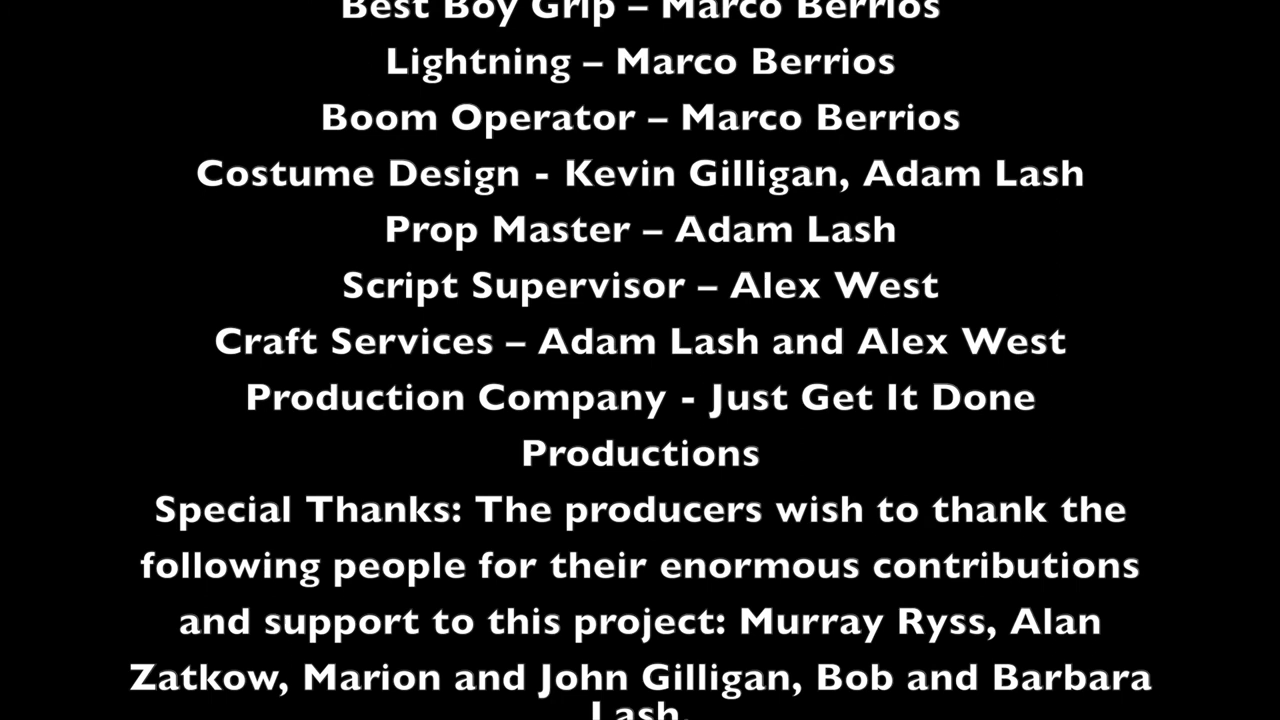 Best Boy Grip – Marco Berrios
Lightning – Marco Berrios
Boom Operator – Marco Berrios
Costume Design - Kevin Gilligan, Adam Lash
Prop Master – Adam Lash
Script Supervisor – Alex West
Craft Services – Adam Lash and Alex West
Production Company - Just Get It Done
Productions
Special Thanks: The producers wish to thank the
following people for their enormous contributions
and support to this project: Murray Ryss, Alan
Zatkow, Marion and John Gilligan, Bob and Barbara
Lash.